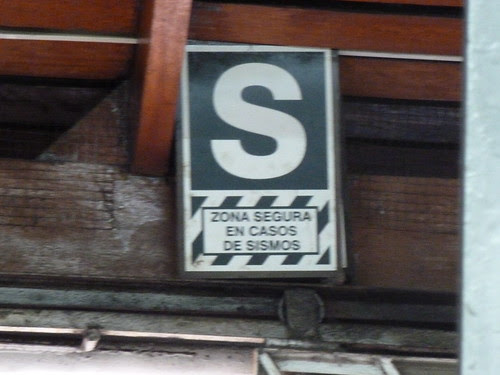 S
ZONA SEGURA
EN CASOS
DE SISMOS